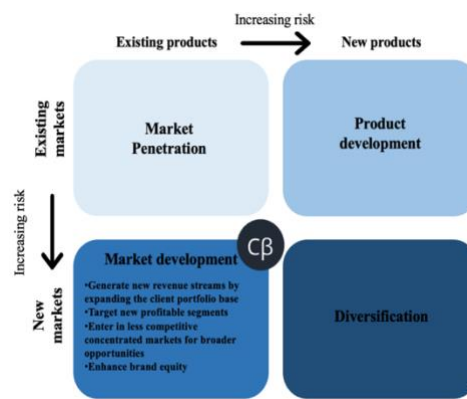 Increasing risk
Existing products
New products
Existing
markets
Increasing risk
New
markets
Market
Penetration
Product
development
Cβ
Market development
•Generate new revenue streams by
expanding the client portfolio base
•Target new profitable segments
•Enter in less competitive
concentrated markets for broader
opportunities
•Enhance brand equity
Diversification